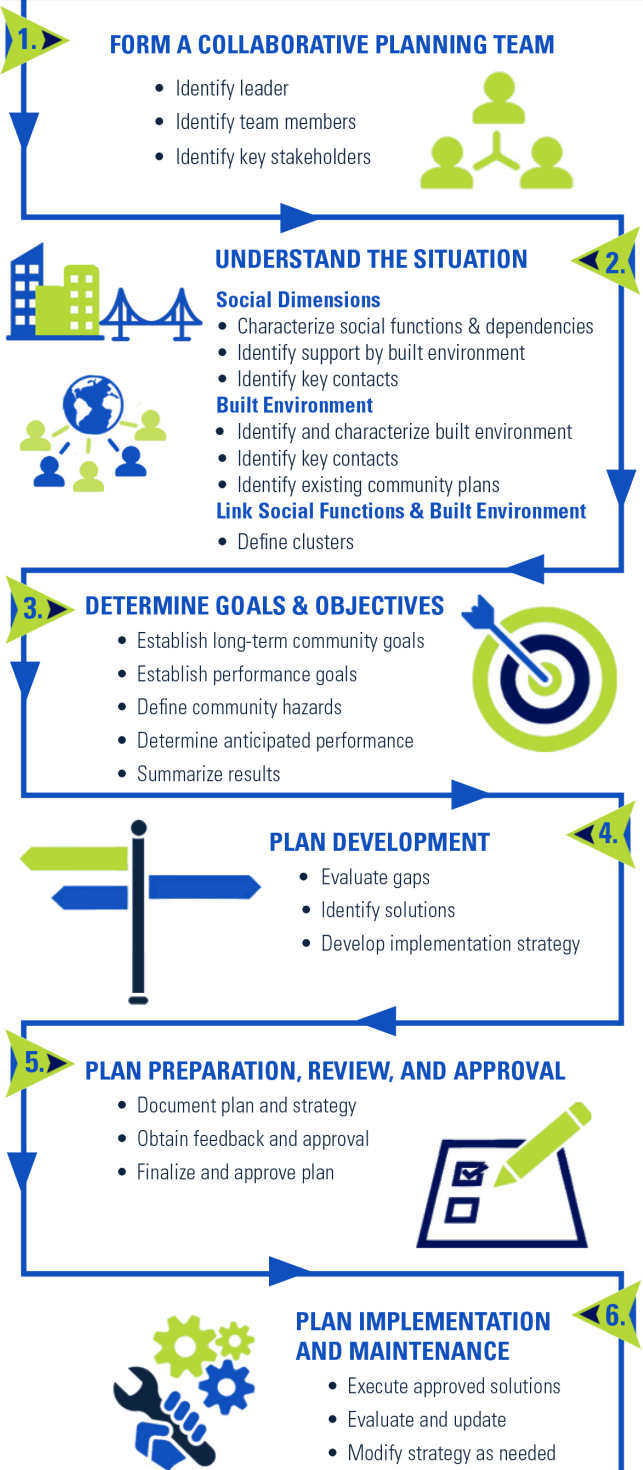 1.
FORM A COLLABORATIVE PLANNING TEAM
• Identify leader
• Identify team members
• Identify key stakeholders
2.
UNDERSTAND THE SITUATION
Social Dimensions
• Characterize social functions & dependencies
• Identify support by built environment
• Identify key contacts
Built Environment
• Identify and characterize built environment
• Identify key contacts
• Identify existing community plans
Link Social Functions & Built Environment
• Define clusters
3.
DETERMINE GOALS & OBJECTIVES
• Establish long-term community goals
• Establish performance goals
• Define community hazards
• Determine anticipated performance
• Summarize results
4.
PLAN DEVELOPMENT
• Evaluate gaps
• Identify solutions
• Develop implementation strategy
5.
PLAN PREPARATION, REVIEW, AND APPROVAL
• Document plan and strategy
• Obtain feedback and approval
• Finalize and approve plan
6.
PLAN IMPLEMENTATION
AND MAINTENANCE
• Execute approved solutions
• Evaluate and update
• Modify strategy as needed